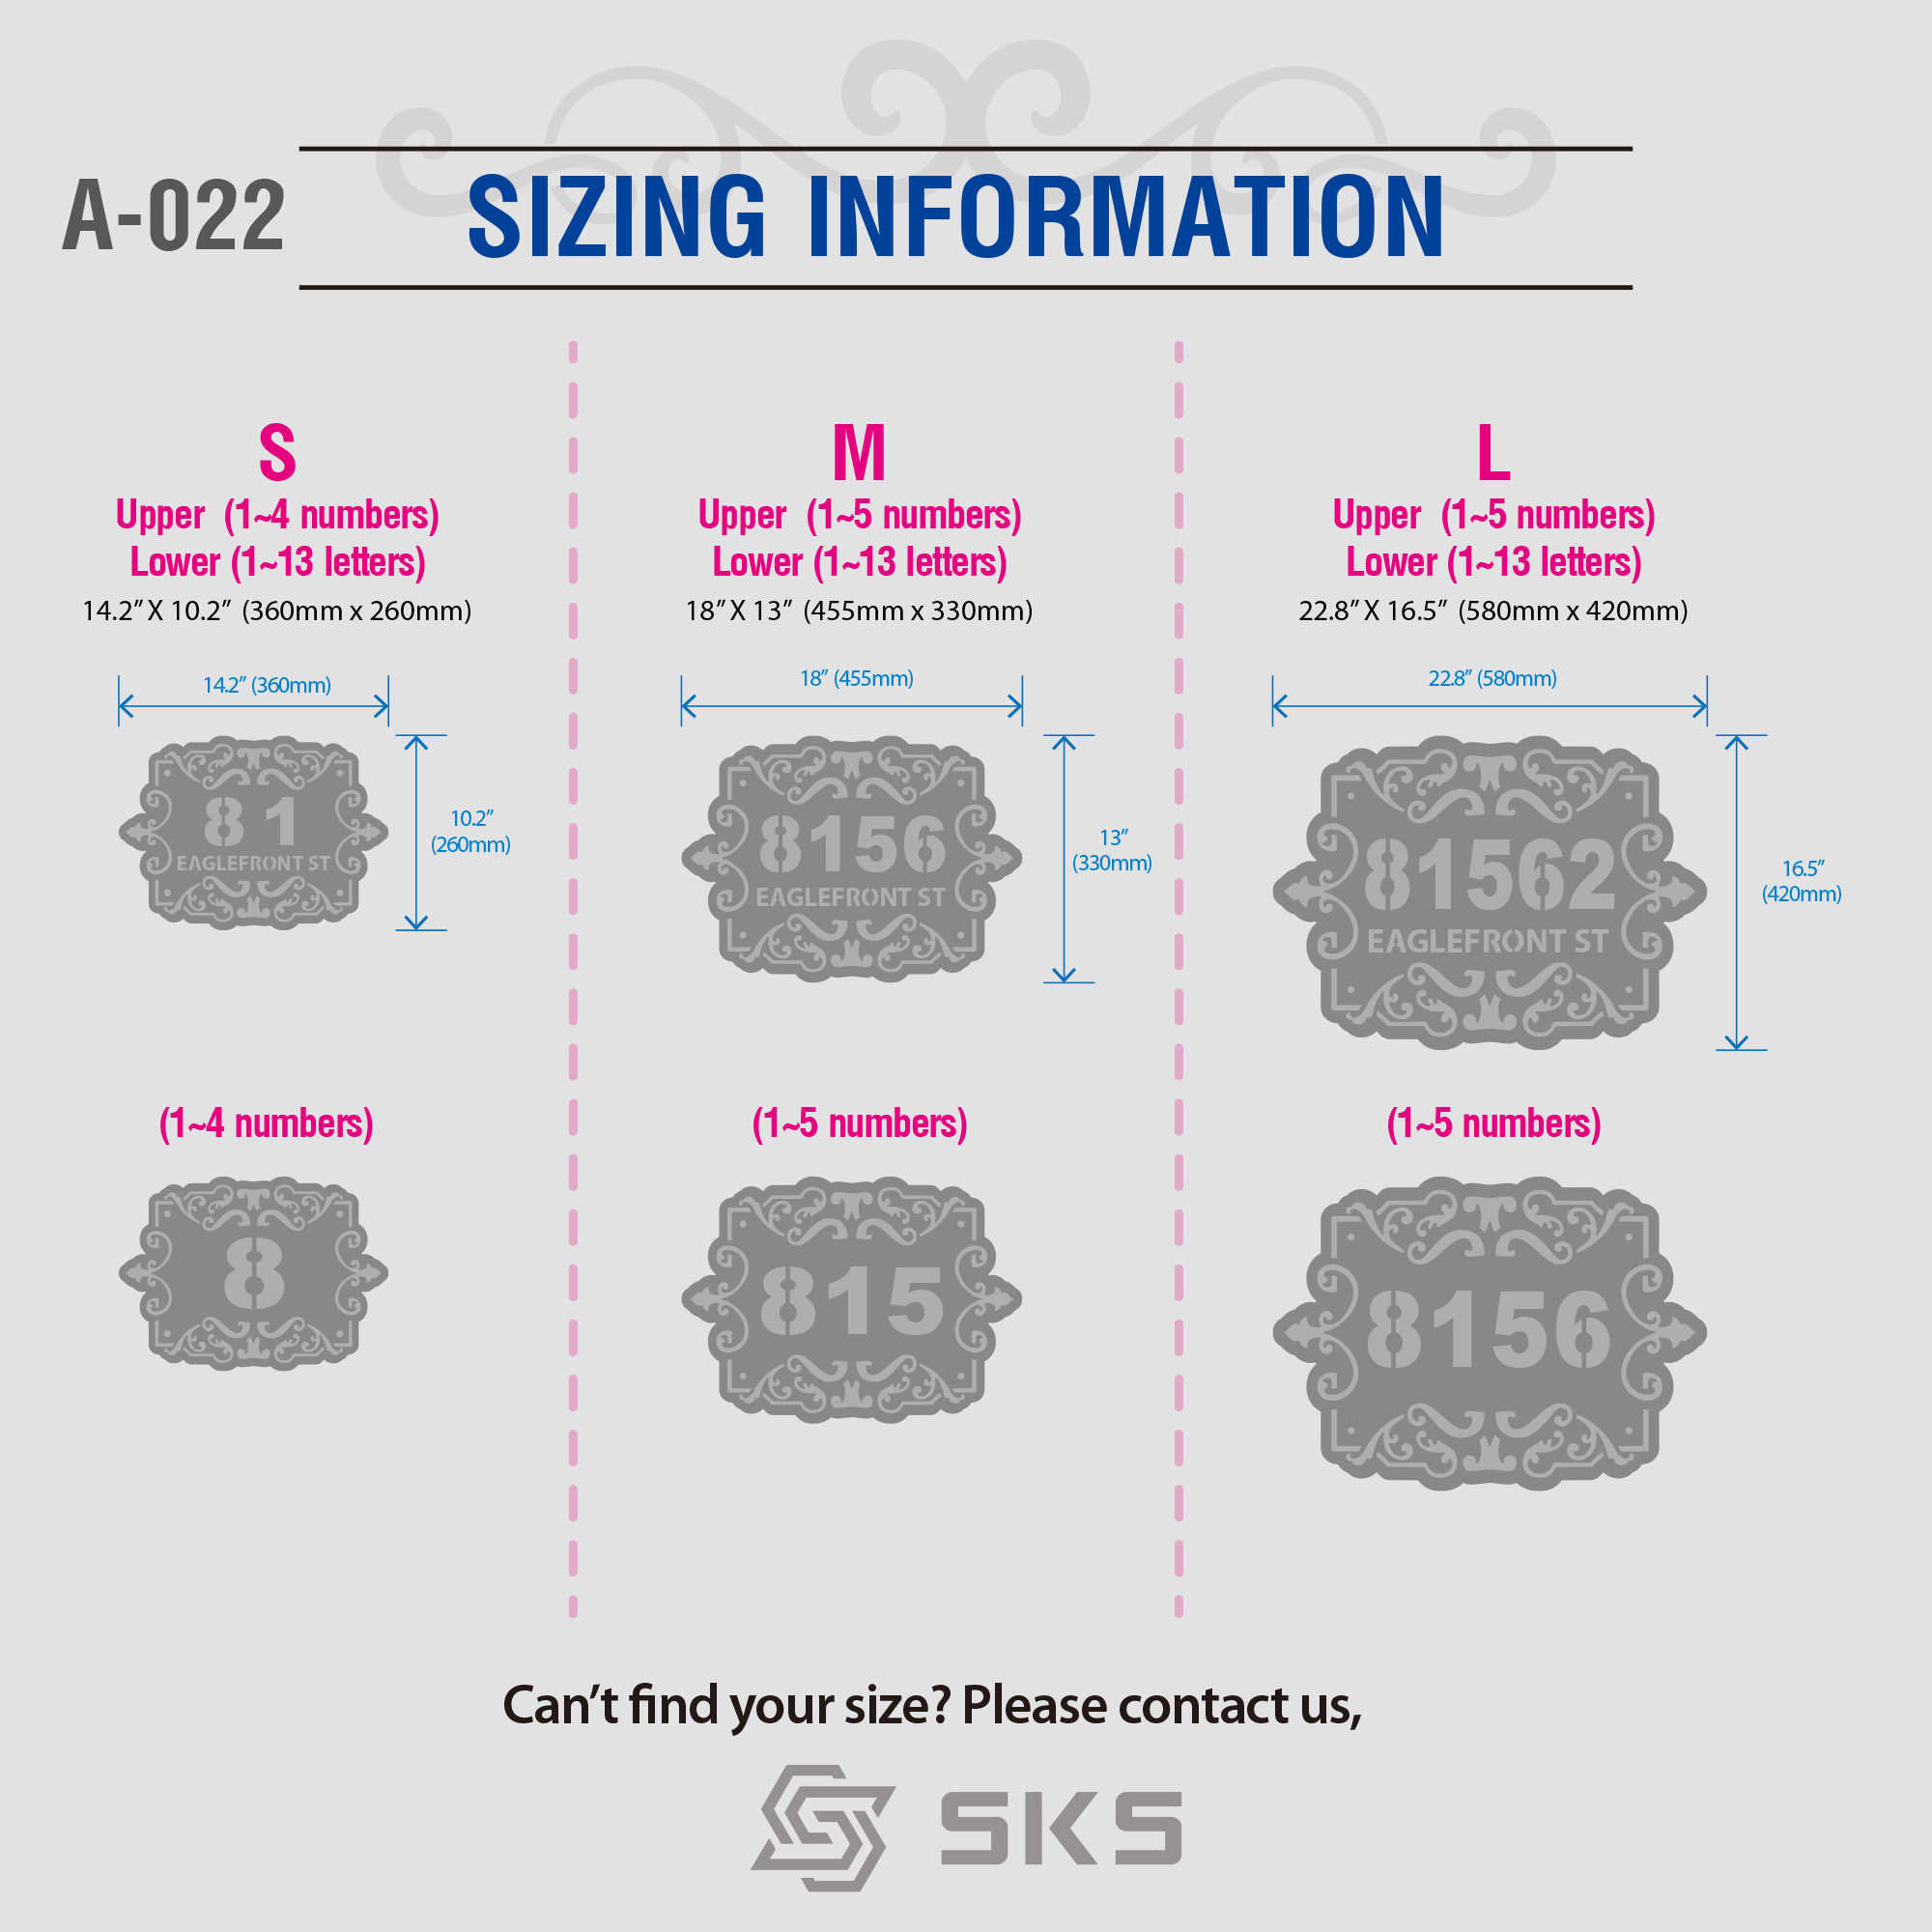 A-022
SIZING INFORMATION
S
Upper (1~4 numbers)
Lower (1~13 letters)
14.2” X 10.2” (360mm x 260mm)
14.2” (360mm)
10.2”
(260mm)
8 1
EAGLEFRONT ST
(1~4 numbers)
8
M
Upper (1~5 numbers)
Lower (1~13 letters)
18” X 13” (455mm x 330mm)
18” (455mm)
13”
(330mm)
8156
EAGLEFRONT ST
(1~5 numbers)
815
L
Upper (1~5 numbers)
Lower (1~13 letters)
22.8” X 16.5” (580mm x 420mm)
22.8” (580mm)
16.5”
(420mm)
81562
EAGLEFRONT ST
(1~5 numbers)
8156
Can’t find your size? Please contact us,
SKS